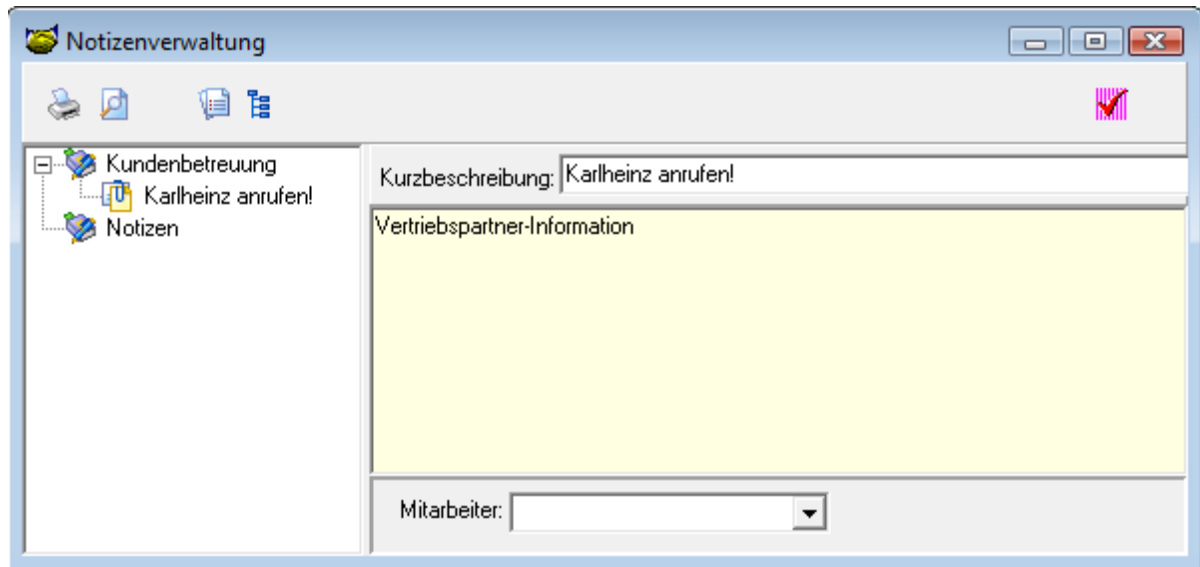 Notizenverwaltung
Kundenbetreuung
Karlheinz anrufen!
Notizen
Kurzbeschreibung: Karlheinz anrufen!
Vertriebspartner-Information
Mitarbeiter: